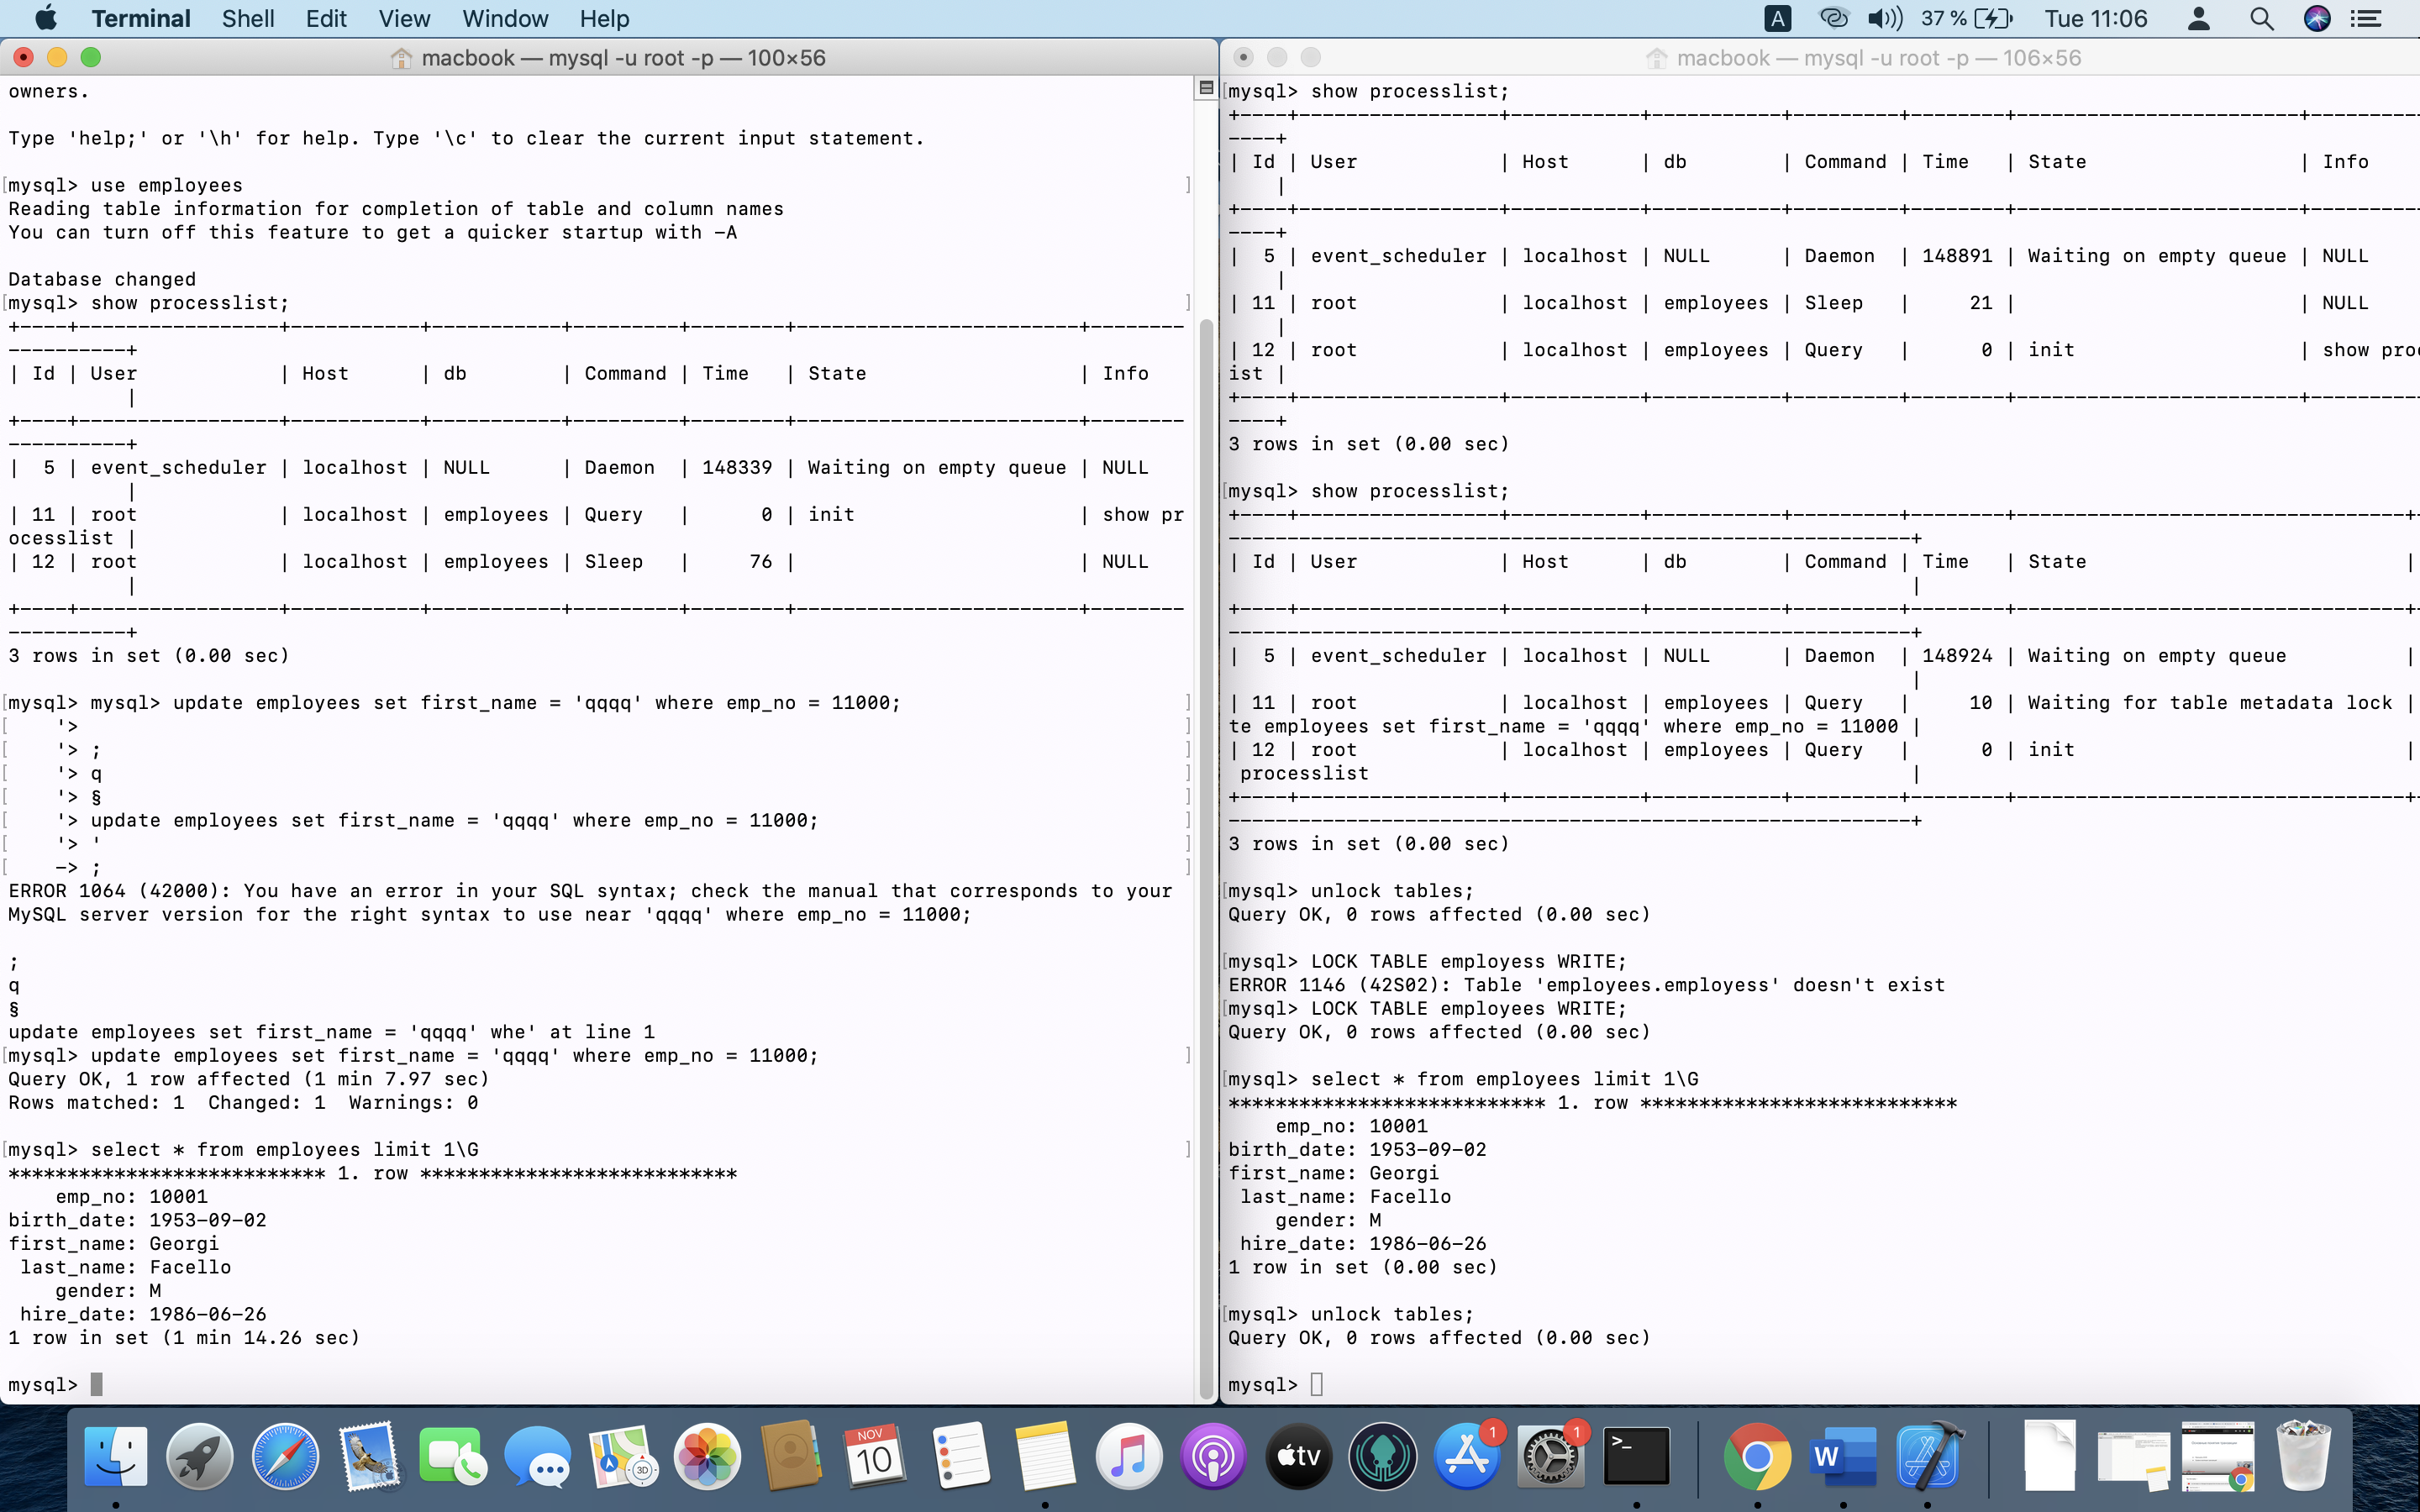 Terminal Shell Edit View Window Help A 37 % Tue 11:06
macbook — mysql -u root -p — 100×56
owners.
Type 'help;' or '\h' for help. Type '\c' to clear the current input statement.
[mysql> use employees ]
Reading table information for completion of table and column names
You can turn off this feature to get a quicker startup with -A
Database changed
[mysql> show processlist; ]
+----+-----------------+-----------+-----------+---------+--------+------------------------+--------
----------+
| Id | User            | Host      | db        | Command | Time   | State                  | Info
          |
+----+-----------------+-----------+-----------+---------+--------+------------------------+--------
----------+
|  5 | event_scheduler | localhost | NULL      | Daemon  | 148339 | Waiting on empty queue | NULL
          |
| 11 | root            | localhost | employees | Query   |      0 | init                   | show pr
ocesslist |
| 12 | root            | localhost | employees | Sleep   |     76 |                        | NULL
          |
+----+-----------------+-----------+-----------+---------+--------+------------------------+--------
----------+
3 rows in set (0.00 sec)
[mysql> mysql> update employees set first_name = 'qqqq' where emp_no = 11000; ]
[    '> ]
[    '> ; ]
[    '> q ]
[    '> § ]
[    '> update employees set first_name = 'qqqq' where emp_no = 11000; ]
[    '> ' ]
[    -> ; ]
ERROR 1064 (42000): You have an error in your SQL syntax; check the manual that corresponds to your
MySQL server version for the right syntax to use near 'qqqq' where emp_no = 11000;
;
q
§
update employees set first_name = 'qqqq' whe' at line 1
[mysql> update employees set first_name = 'qqqq' where emp_no = 11000; ]
Query OK, 1 row affected (1 min 7.97 sec)
Rows matched: 1  Changed: 1  Warnings: 0
[mysql> select * from employees limit 1\G ]
*************************** 1. row ***************************
    emp_no: 10001
birth_date: 1953-09-02
first_name: Georgi
 last_name: Facello
    gender: M
 hire_date: 1986-06-26
1 row in set (1 min 14.26 sec)
mysql>
macbook — mysql -u root -p — 106×56
[mysql> show processlist;
+----+-----------------+-----------+-----------+---------+--------+------------------------+----------
----+
| Id | User            | Host      | db        | Command | Time   | State                  | Info
    |
+----+-----------------+-----------+-----------+---------+--------+------------------------+----------
----+
|  5 | event_scheduler | localhost | NULL      | Daemon  | 148891 | Waiting on empty queue | NULL
    |
| 11 | root            | localhost | employees | Sleep   |     21 |                        | NULL
    |
| 12 | root            | localhost | employees | Query   |      0 | init                   | show pro
ist |
+----+-----------------+-----------+-----------+---------+--------+------------------------+----------
----+
3 rows in set (0.00 sec)
[mysql> show processlist;
+----+-----------------+-----------+-----------+---------+--------+---------------------------------+-
----------------------------------------------------------+
| Id | User            | Host      | db        | Command | Time   | State                           |
                                                          |
+----+-----------------+-----------+-----------+---------+--------+---------------------------------+-
----------------------------------------------------------+
|  5 | event_scheduler | localhost | NULL      | Daemon  | 148924 | Waiting on empty queue          |
                                                          |
| 11 | root            | localhost | employees | Query   |     10 | Waiting for table metadata lock |
te employees set first_name = 'qqqq' where emp_no = 11000 |
| 12 | root            | localhost | employees | Query   |      0 | init                            |
 processlist                                              |
+----+-----------------+-----------+-----------+---------+--------+---------------------------------+-
----------------------------------------------------------+
3 rows in set (0.00 sec)
[mysql> unlock tables;
Query OK, 0 rows affected (0.00 sec)
[mysql> LOCK TABLE employess WRITE;
ERROR 1146 (42S02): Table 'employees.employess' doesn't exist
[mysql> LOCK TABLE employees WRITE;
Query OK, 0 rows affected (0.00 sec)
[mysql> select * from employees limit 1\G
*************************** 1. row ***************************
    emp_no: 10001
birth_date: 1953-09-02
first_name: Georgi
 last_name: Facello
    gender: M
 hire_date: 1986-06-26
1 row in set (0.00 sec)
[mysql> unlock tables;
Query OK, 0 rows affected (0.00 sec)
mysql>
3D NOV 10 tv 1 1 >_ W